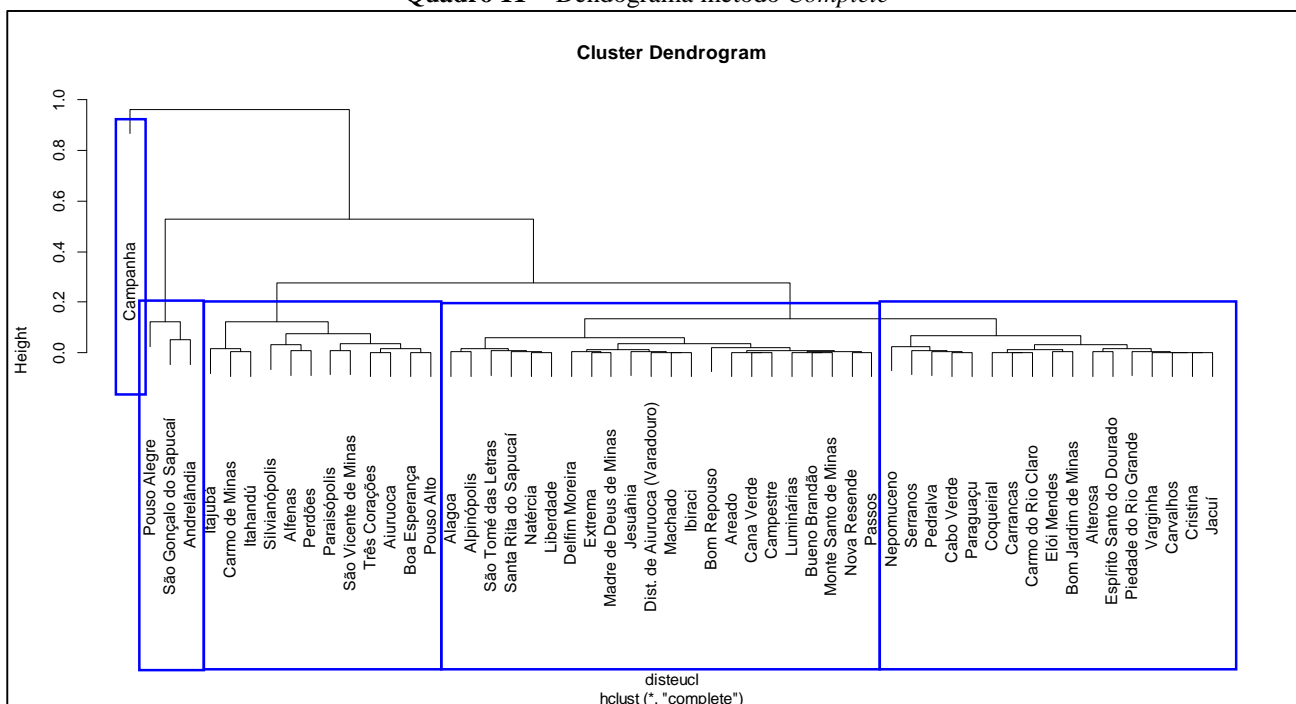 Cluster Dendrogram
Height
1.0
0.8
0.6
0.4
0.2
0.0
Campanha
Pouso Alegre
São Gonçalo do Sapucaí
Andrelândia
Itajubá
Carmo de Minas
Itanhandú
Silvianópolis
Alfenas
Perdões
Paraisópolis
São Vicente de Minas
Três Corações
Aiuruoca
Boa Esperança
Pouso Alto
Alagoa
Alpinópolis
São Tomé das Letras
Santa Rita do Sapucaí
Natércia
Liberdade
Delfim Moreira
Extrema
Madre de Deus de Minas
Jesuânia
Dist. de Aiuruoca (Varadouro)
Machado
Ibiraci
Bom Repouso
Areado
Cana Verde
Campestre
Luminárias
Bueno Brandão
Monte Santo de Minas
Nova Resende
Passos
Nepomuceno
Serranos
Pedralva
Cabo Verde
Paraguaçu
Coqueiral
Carrancas
Carmo do Rio Claro
Elói Mendes
Bom Jardim de Minas
Alterosa
Espírito Santo do Dourado
Piedade do Rio Grande
Varginha
Carvalhos
Cristina
Jacuí
disteucl
hclust (*, "complete")